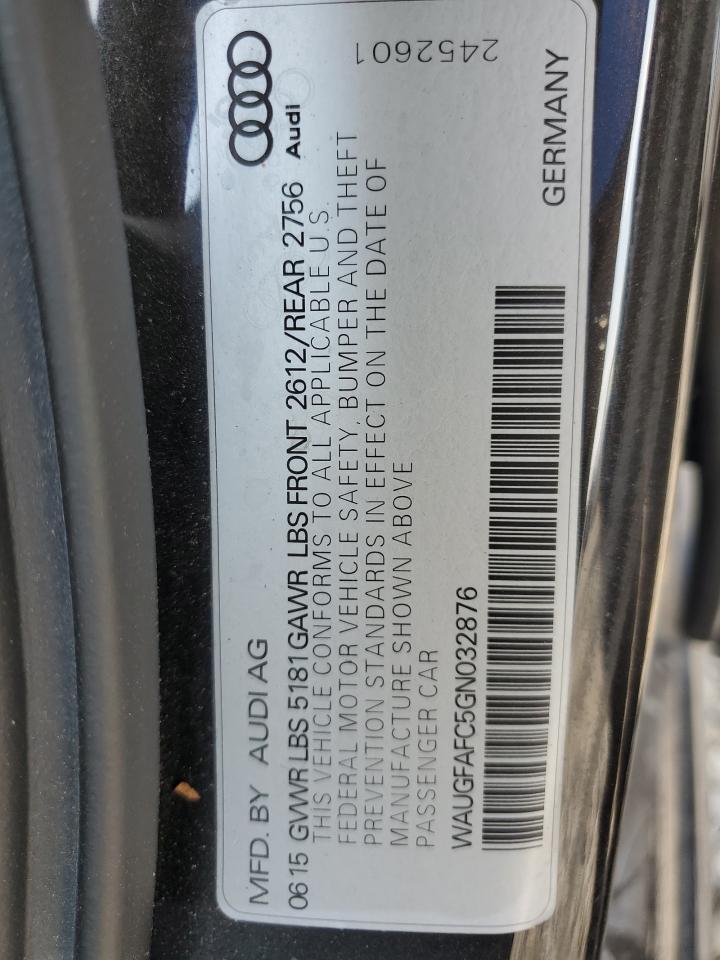 MFD. BY AUDI AG
0615 GVWR LBS 5181 GAWR LBS FRONT 2612/REAR 2756 Audi
THIS VEHICLE CONFORMS TO ALL APPLICABLE U.S.
FEDERAL MOTOR VEHICLE SAFETY, BUMPER AND THEFT
PREVENTION STANDARDS IN EFFECT ON THE DATE OF
MANUFACTURE SHOWN ABOVE
PASSENGER CAR
WAUGFAFC5GN032876
2452601
GERMANY